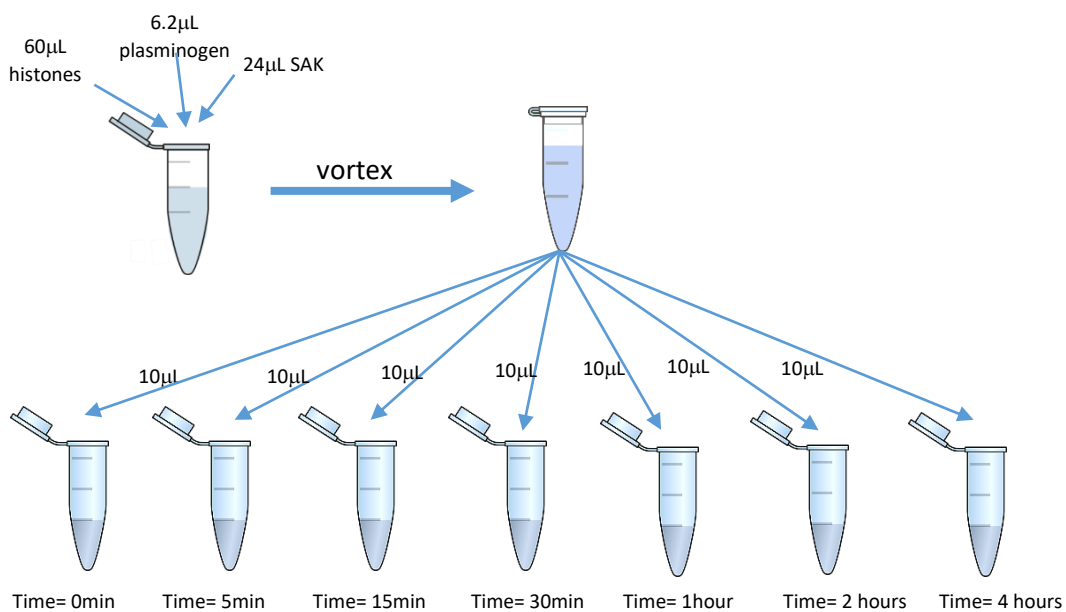 6.2μL
plasminogen
60μL
histones
24μL SAK
vortex
10μL
10μL
10μL
10μL
10μL
10μL
10μL
Time= 0min
Time= 5min
Time= 15min
Time= 30min
Time= 1hour
Time= 2 hours
Time= 4 hours